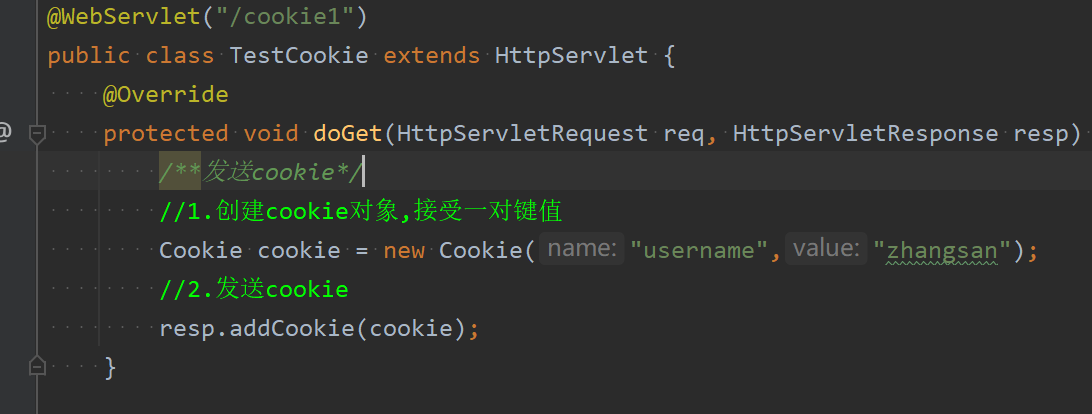 @WebServlet("/cookie1")
public class TestCookie extends HttpServlet {
@Override
protected void doGet(HttpServletRequest req, HttpServletResponse resp)
/**发送cookie*/
//1.创建cookie对象,接受一对键值
Cookie cookie = new Cookie( name: "username", value: "zhangsan");
//2.发送cookie
resp.addCookie(cookie);
}